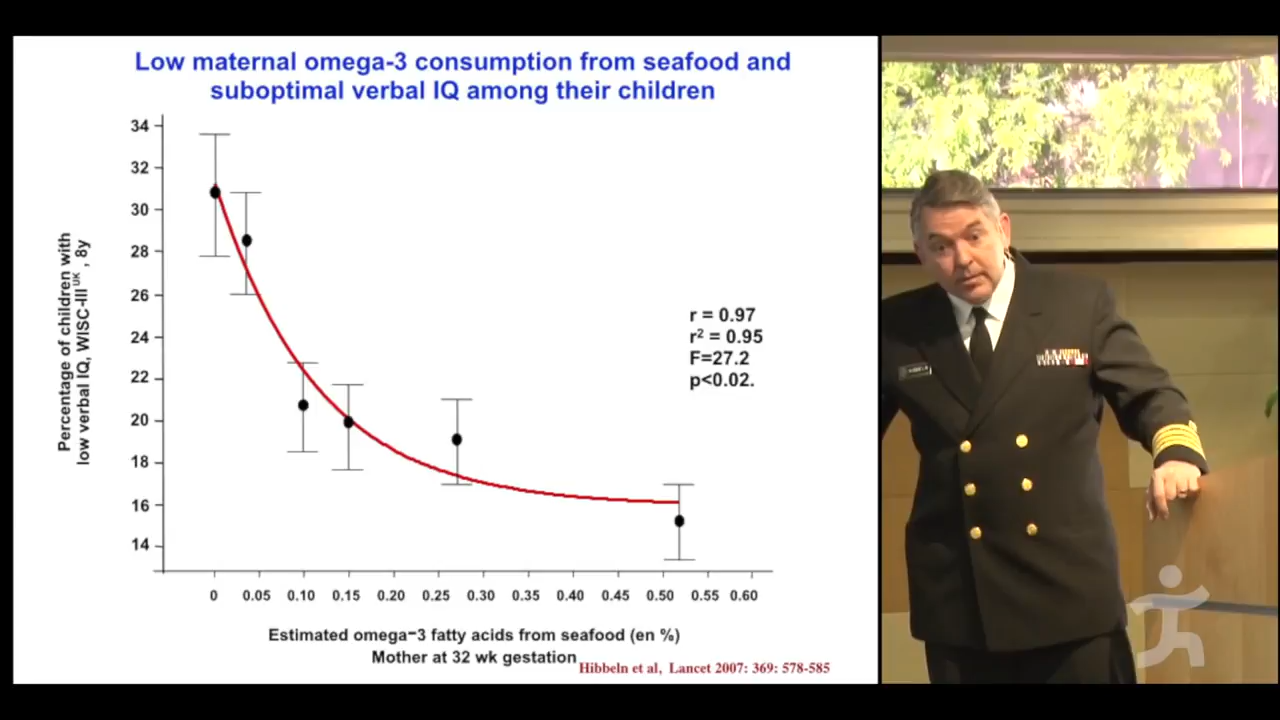 Low maternal omega-3 consumption from seafood and
suboptimal verbal IQ among their children
34
32
30
28
26
24
22
20
18
16
14
Percentage of children with
low verbal IQ, WISC-III UK , 8y
r = 0.97
r² = 0.95
F=27.2
p<0.02.
0 0.05 0.10 0.15 0.20 0.25 0.30 0.35 0.40 0.45 0.50 0.55 0.60
Estimated omega-3 fatty acids from seafood (en %)
Mother at 32 wk gestation
Hibbeln et al, Lancet 2007: 369: 578-585